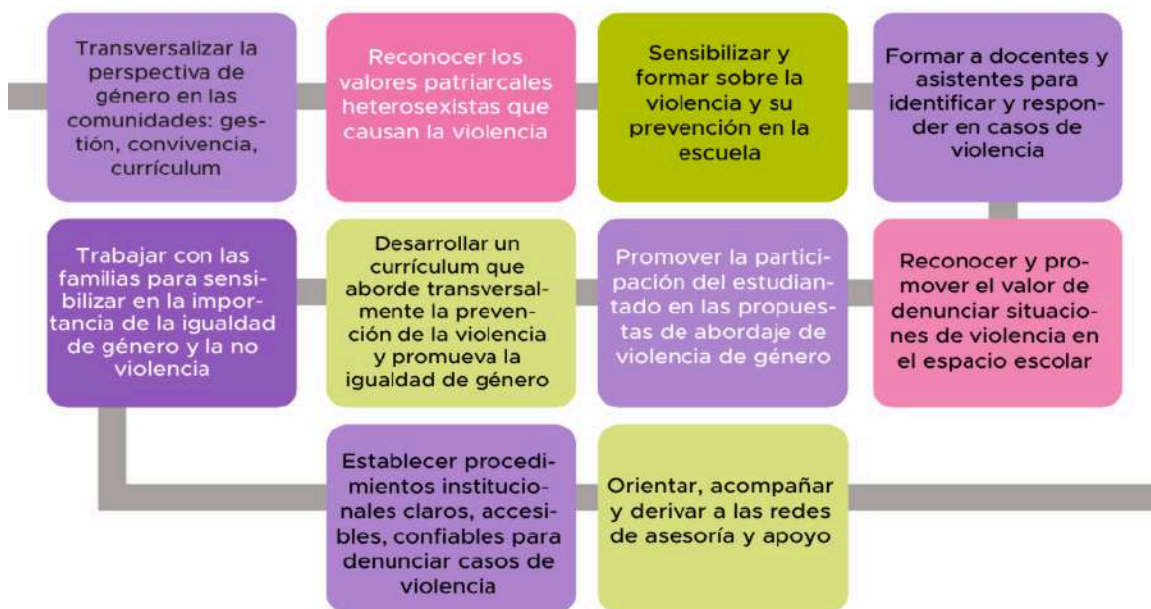 Transversalizar la
perspectiva de
género en las
comunidades: ges-
tión, convivencia,
currículum
Reconocer los
valores patriarcales
heterosexistas que
causan la violencia
Sensibilizar y
formar sobre la
violencia y su
prevención en la
escuela
Formar a docentes y
asistentes para
identificar y respon-
der en casos de
violencia
Trabajar con las
familias para sensi-
bilizar en la impor-
tancia de la igualdad
de género y la no
violencia
Desarrollar un
currículum que
aborde transversal-
mente la preven-
ción de la violencia
y promueva la
igualdad de género
Promover la partici-
pación del estudian-
tado en las propues-
tas de abordaje de
violencia de género
Reconocer y pro-
mover el valor de
denunciar situacio-
nes de violencia en
el espacio escolar
Establecer procedi-
mientos institucio-
nales claros, accesi-
bles, confiables para
denunciar casos de
violencia
Orientar, acompañar
y derivar a las redes
de asesoría y apoyo